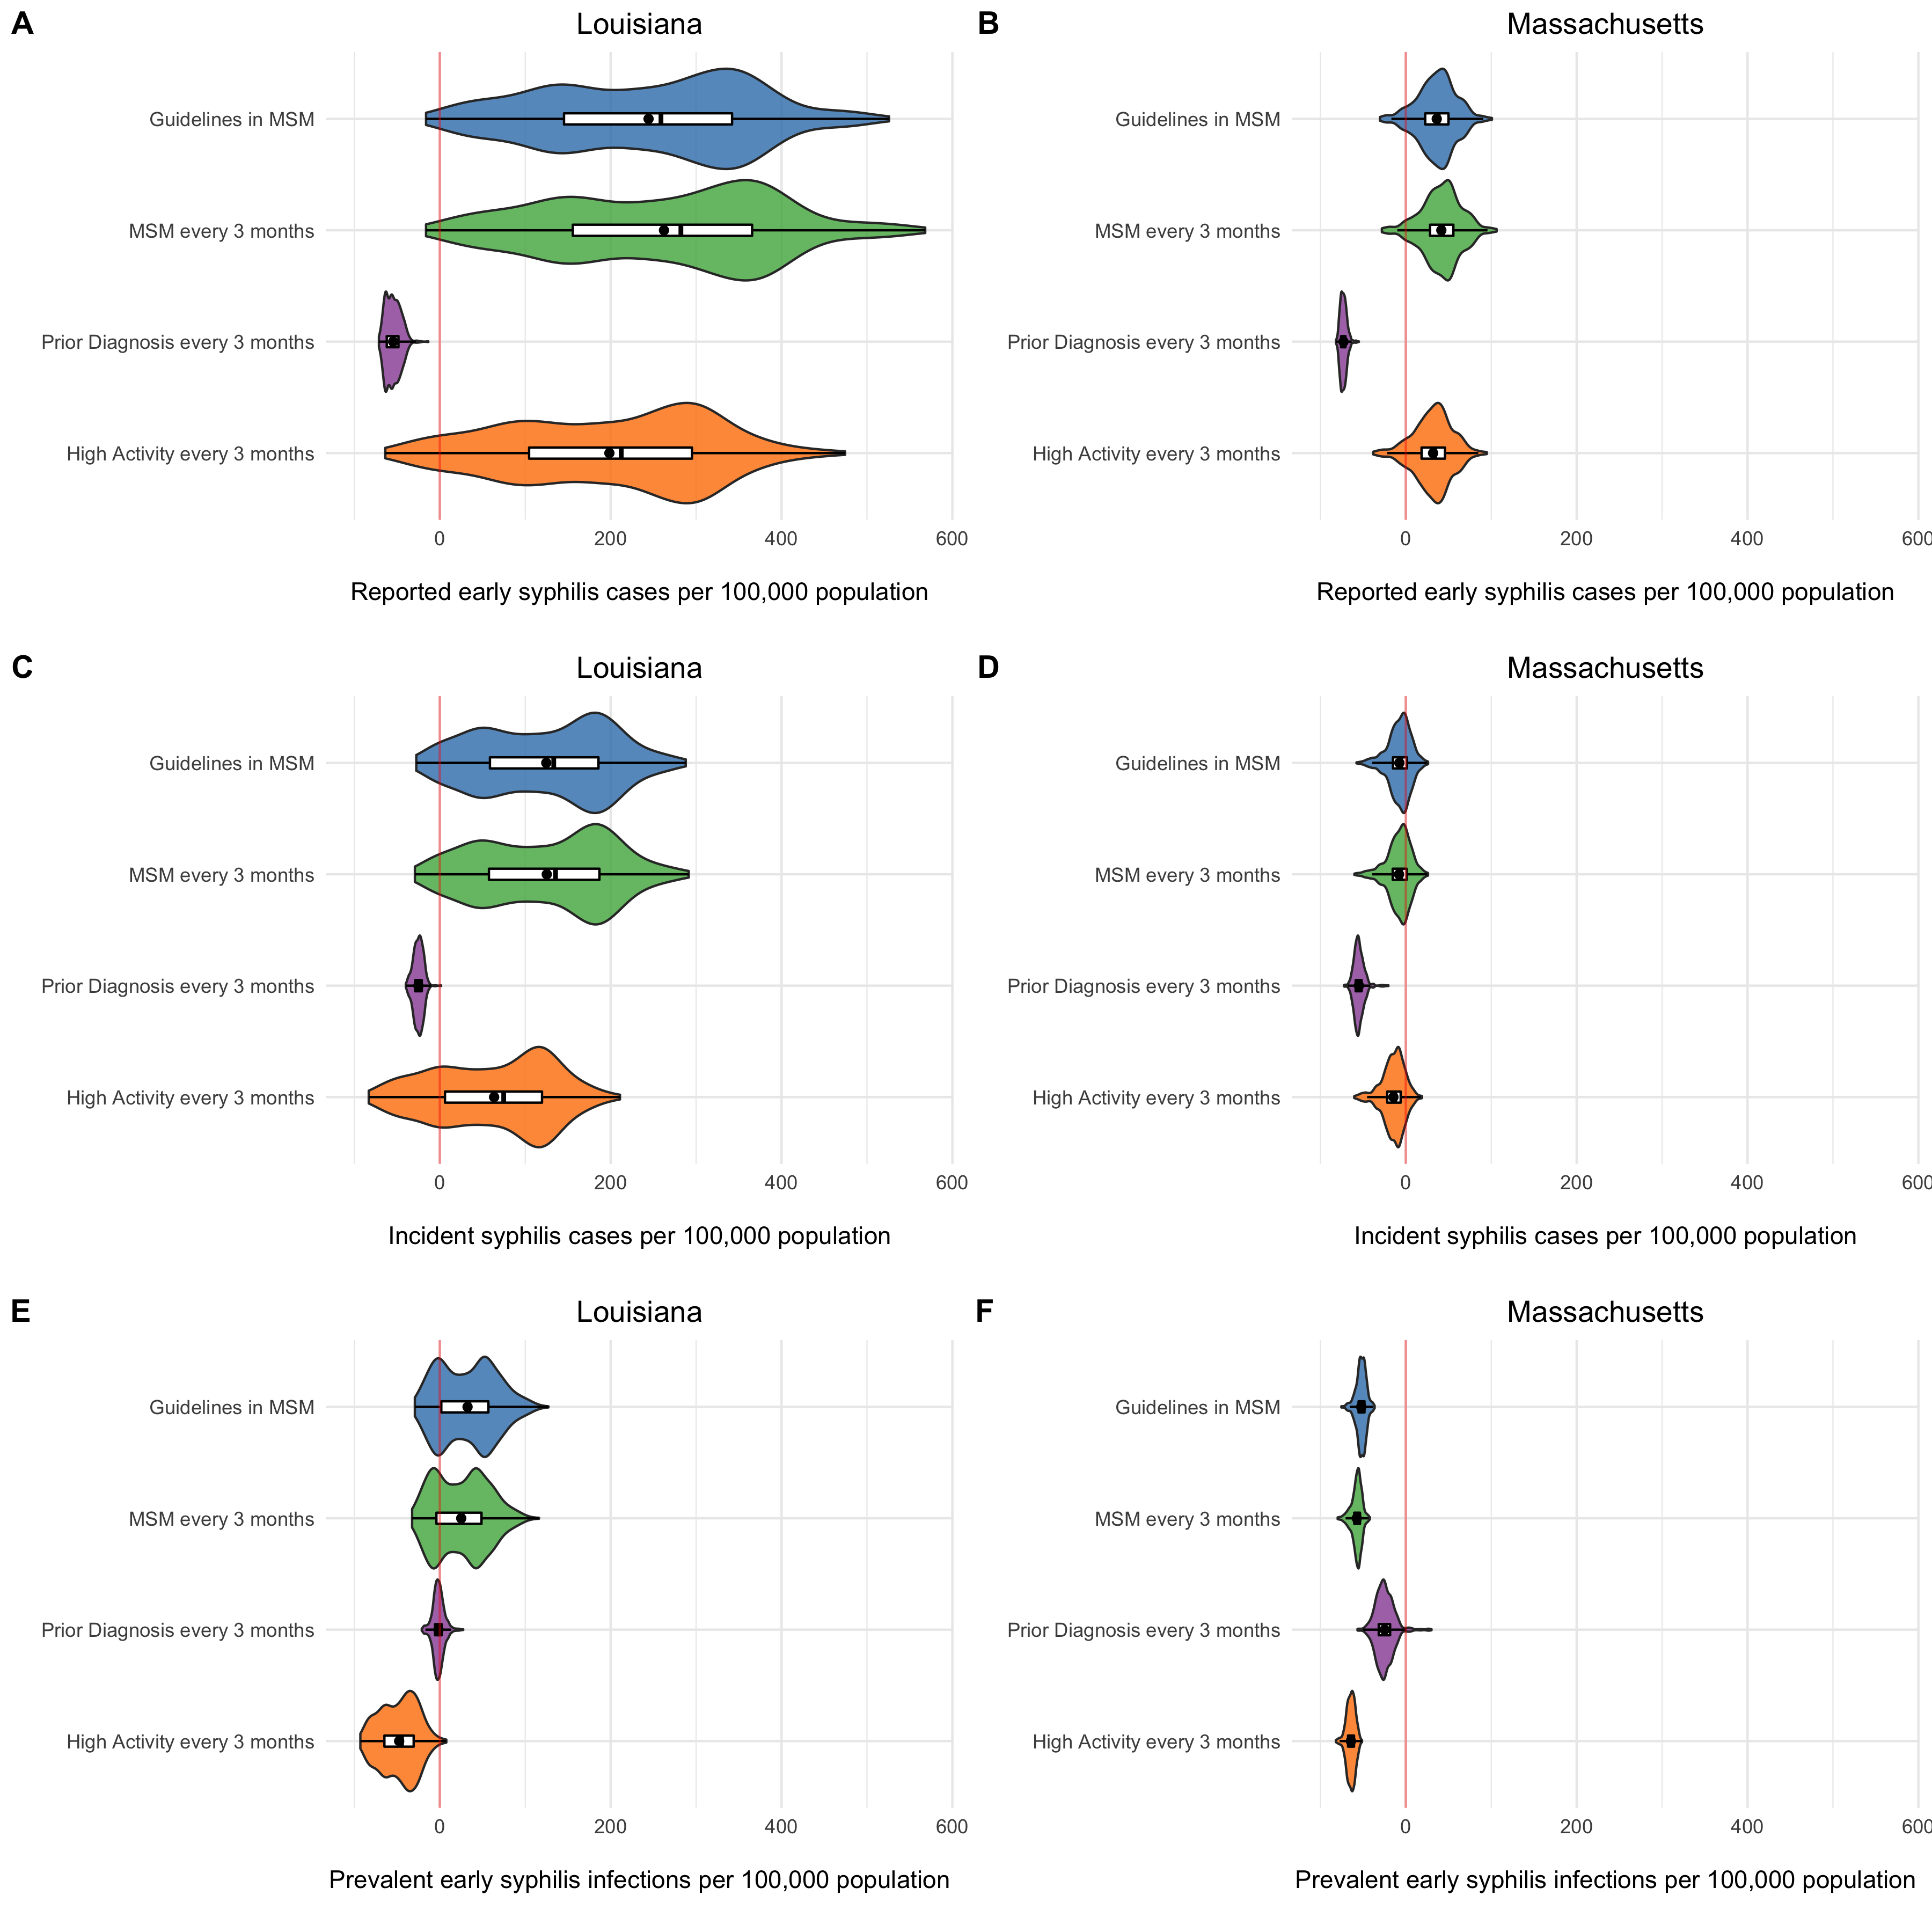 A
Louisiana
Guidelines in MSM
MSM every 3 months
Prior Diagnosis every 3 months
High Activity every 3 months
0 200 400 600
Reported early syphilis cases per 100,000 population
B
Massachusetts
Guidelines in MSM
MSM every 3 months
Prior Diagnosis every 3 months
High Activity every 3 months
0 200 400 600
Reported early syphilis cases per 100,000 population
C
Louisiana
Guidelines in MSM
MSM every 3 months
Prior Diagnosis every 3 months
High Activity every 3 months
0 200 400 600
Incident syphilis cases per 100,000 population
D
Massachusetts
Guidelines in MSM
MSM every 3 months
Prior Diagnosis every 3 months
High Activity every 3 months
0 200 400 600
Incident syphilis cases per 100,000 population
E
Louisiana
Guidelines in MSM
MSM every 3 months
Prior Diagnosis every 3 months
High Activity every 3 months
0 200 400 600
Prevalent early syphilis infections per 100,000 population
F
Massachusetts
Guidelines in MSM
MSM every 3 months
Prior Diagnosis every 3 months
High Activity every 3 months
0 200 400 600
Prevalent early syphilis infections per 100,000 population